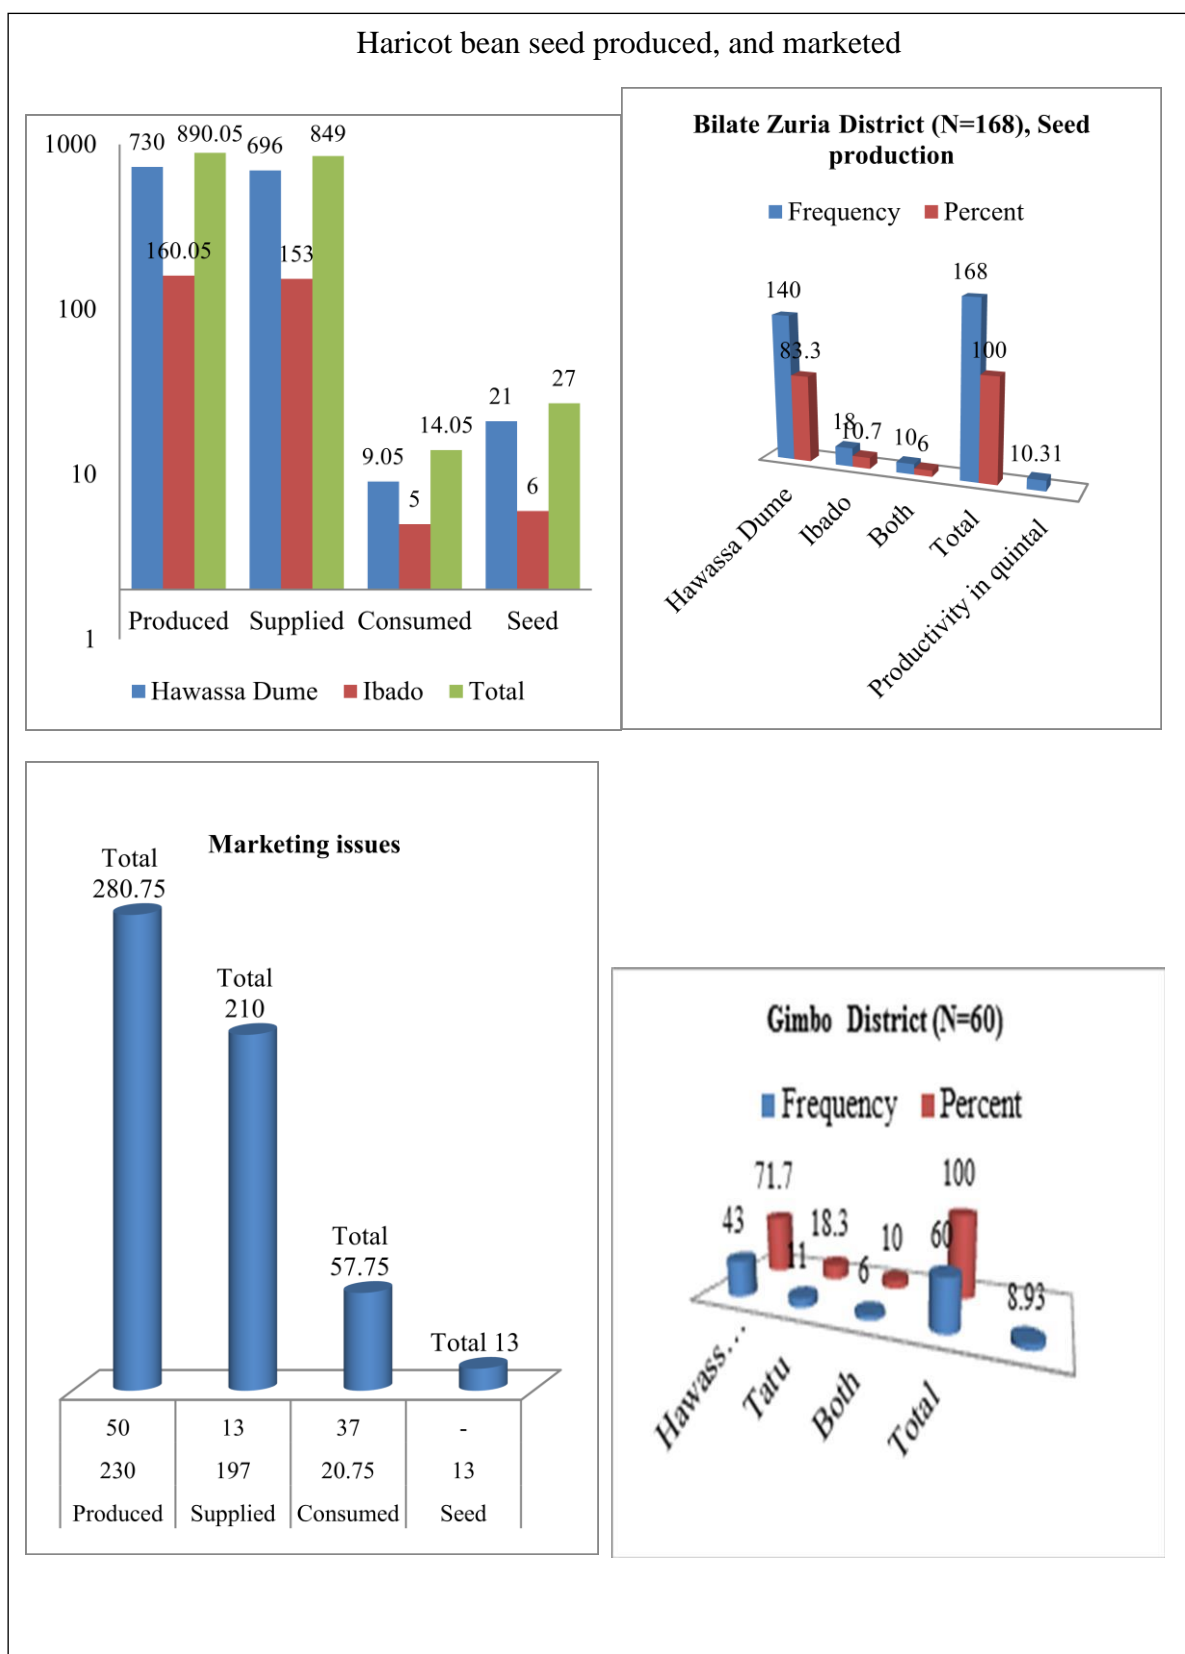 Haricot bean seed produced, and marketed
1000
100
10
1
730
890.05
160.05
696
849
153
9.05
14.05
5
21
27
6
Produced Supplied Consumed Seed
Hawassa Dume Ibado Total
Bilate Zuria District (N=168), Seed
production
Frequency Percent
140
83.3
18
10.7
10
6
168
100
10.31
Hawassa Dume
Ibado
Both
Total
Productivity in quintal
Marketing issues
Total
280.75
Total
210
Total
57.75
Total 13
50 13 37 -
230 197 20.75 13
Produced Supplied Consumed Seed
Gimbo District (N=60)
Frequency Percent
43
71.7
11
18.3
6
10
60
100
8.93
Hawass...
Tatu
Both
Total